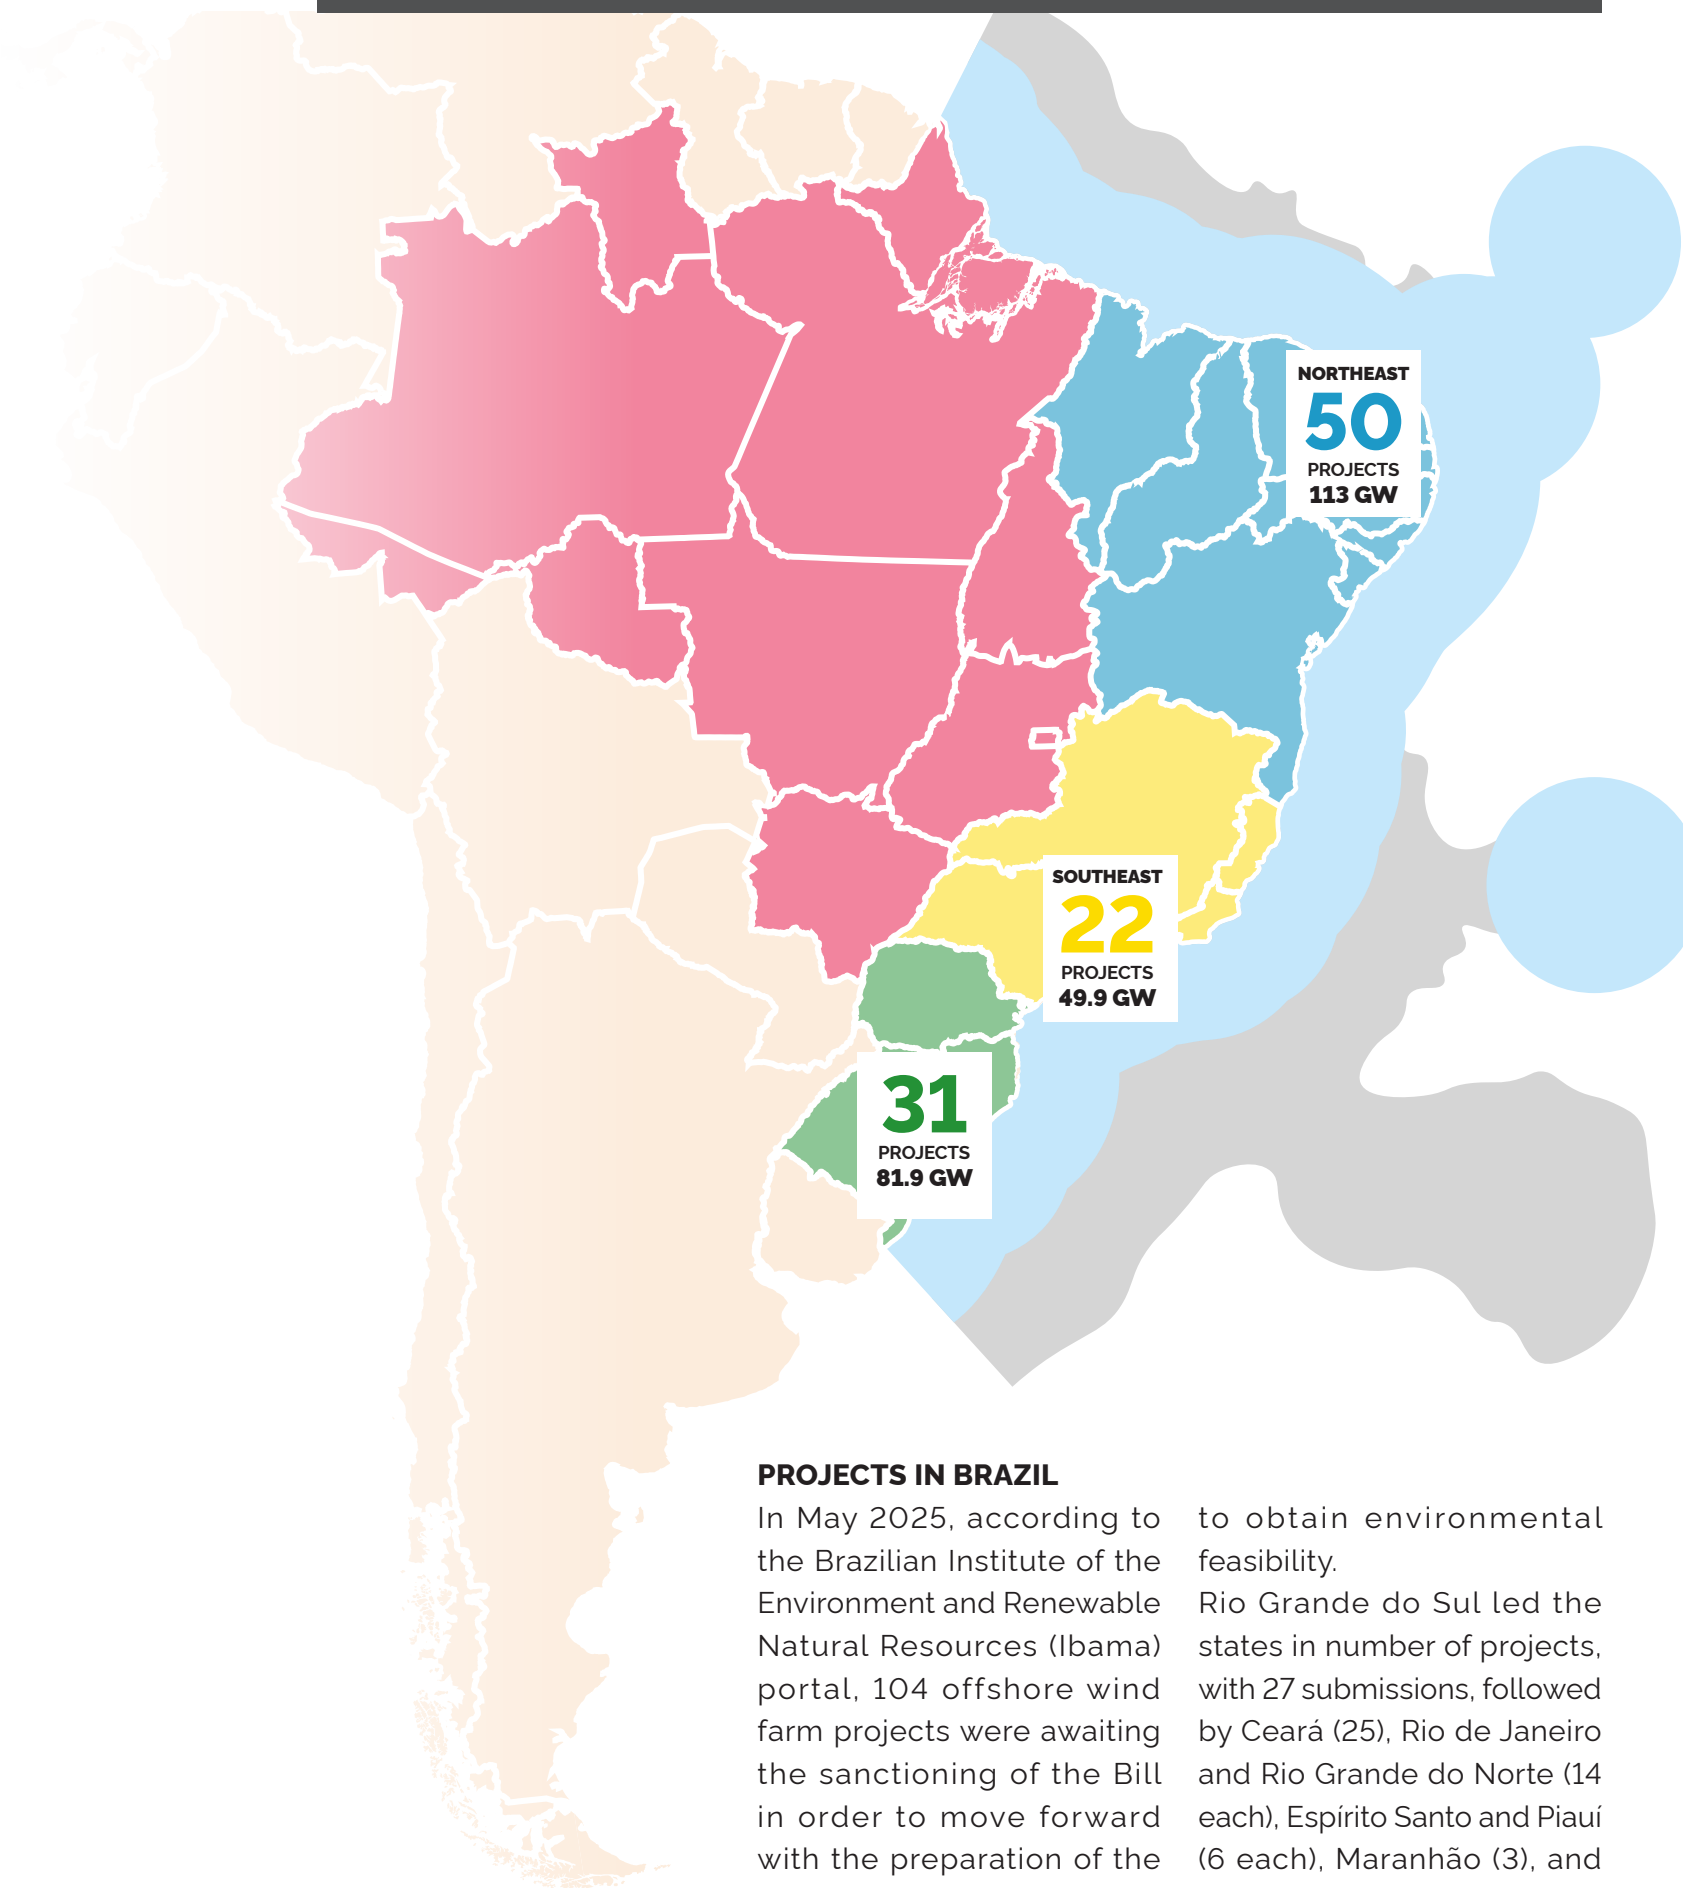 NORTHEAST
50
PROJECTS
113 GW
SOUTHEAST
22
PROJECTS
49.9 GW
31
PROJECTS
81.9 GW
PROJECTS IN BRAZIL
In May 2025, according to
the Brazilian Institute of the
Environment and Renewable
Natural Resources (Ibama)
portal, 104 offshore wind
farm projects were awaiting
the sanctioning of the Bill
in order to move forward
with the preparation of the
to obtain environmental
feasibility.
Rio Grande do Sul led the
states in number of projects,
with 27 submissions, followed
by Ceará (25), Rio de Janeiro
and Rio Grande do Norte (14
each), Espírito Santo and Piauí
(6 each), Maranhão (3), and